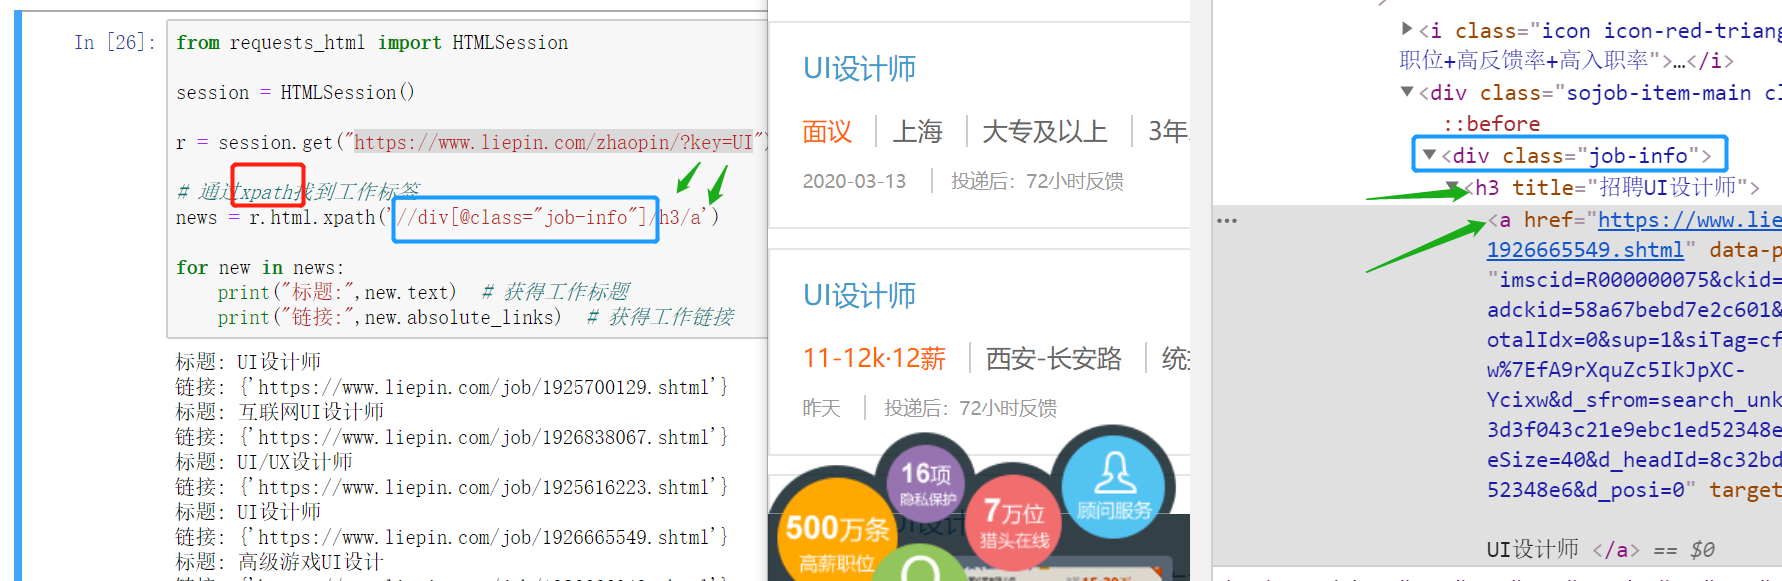 In [26]:
from requests_html import HTMLSession
session = HTMLSession()
r = session.get("https://www.liepin.com/zhaopin/?key=UI")
# 通过xpath找到工作标签
news = r.html.xpath('//div[@class="job-info"]/h3/a')
for new in news:
print("标题:",new.text)  # 获得工作标题
print("链接:",new.absolute_links)  # 获得工作链接
标题: UI设计师
链接: {'https://www.liepin.com/job/1925700129.shtml'}
标题: 互联网UI设计师
链接: {'https://www.liepin.com/job/1926838067.shtml'}
标题: UI/UX设计师
链接: {'https://www.liepin.com/job/1925616223.shtml'}
标题: UI设计师
链接: {'https://www.liepin.com/job/1926665549.shtml'}
标题: 高级游戏UI设计
UI设计师
面议 上海 大专及以上 3年
2020-03-13 投递后: 72小时反馈
UI设计师
11-12k·12薪 西安-长安路 统
昨天 投递后: 72小时反馈
16项
隐私保护
500万条
高薪职位
7万位
猎头在线
顾问服务
<i class="icon icon-red-triang
职位+高反馈率+高入职率">…</i>
<div class="sojob-item-main cl
::before
<div class="job-info">
<h3 title="招聘UI设计师">
<a href="https://www.lie
1926665549.shtml" data-p
"imscid=R000000075&ckid=
adckid=58a67bebd7e2c601&
otalIdx=0&sup=1&siTag=cf
w%7EfA9rXquZc5IkJpXC-
Ycixw&d_sfrom=search_unk
3d3f043c21e9ebc1ed52348e
eSize=40&d_headId=8c32bd
52348e6&d_posi=0" target
UI设计师 </a> == $0